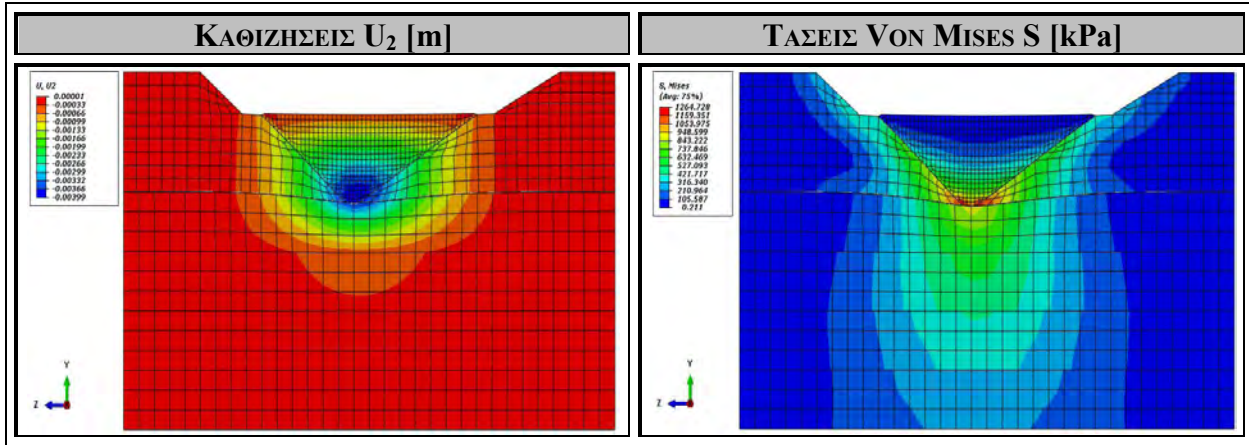 ΚΑΘΙΖΗΣΕΙΣ U2 [m]
ΤΑΣΕΙΣ VON MISES S [kPa]
U, U2
0.00001
-0.00033
-0.00066
-0.00099
-0.00133
-0.00166
-0.00199
-0.00233
-0.00266
-0.00299
-0.00332
-0.00366
-0.00399
Y
Z
S, Mises
(Avg: 75%)
1264.728
1159.351
1053.975
948.599
843.222
737.846
632.469
527.093
421.717
316.340
210.964
105.587
0.211
Y
Z